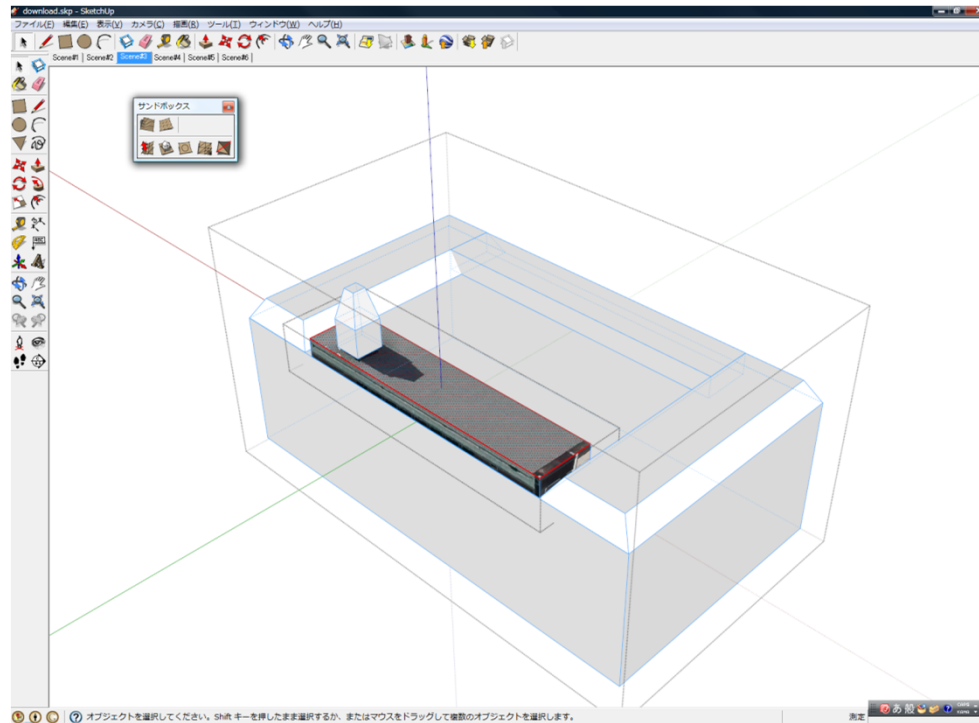 download.skp - SketchUp
ファイル(F) 編集(E) 表示(V) カメラ(C) 描画(R) ツール(T) ウィンドウ(W) ヘルプ(H)
Scene#1 Scene#2 Scene#3 Scene#4 Scene#5 Scene#6
サンドボックス
ABC
オブジェクトを選択してください。Shift キーを押したまま選択するか、またはマウスをドラッグして複数のオブジェクトを選択します。
測定
あ 般